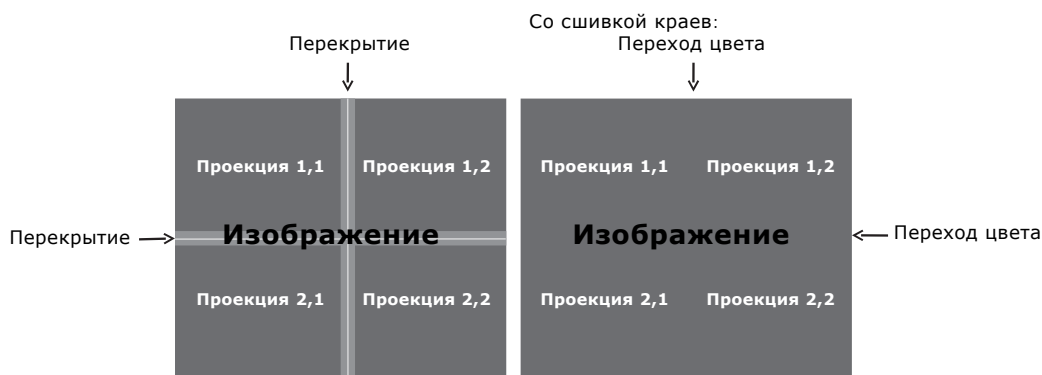 Со сшивкой краев:
Перекрытие
Переход цвета
Проекция 1,1
Проекция 1,2
Проекция 1,1
Проекция 1,2
Перекрытие
Изображение
Изображение
Переход цвета
Проекция 2,1
Проекция 2,2
Проекция 2,1
Проекция 2,2